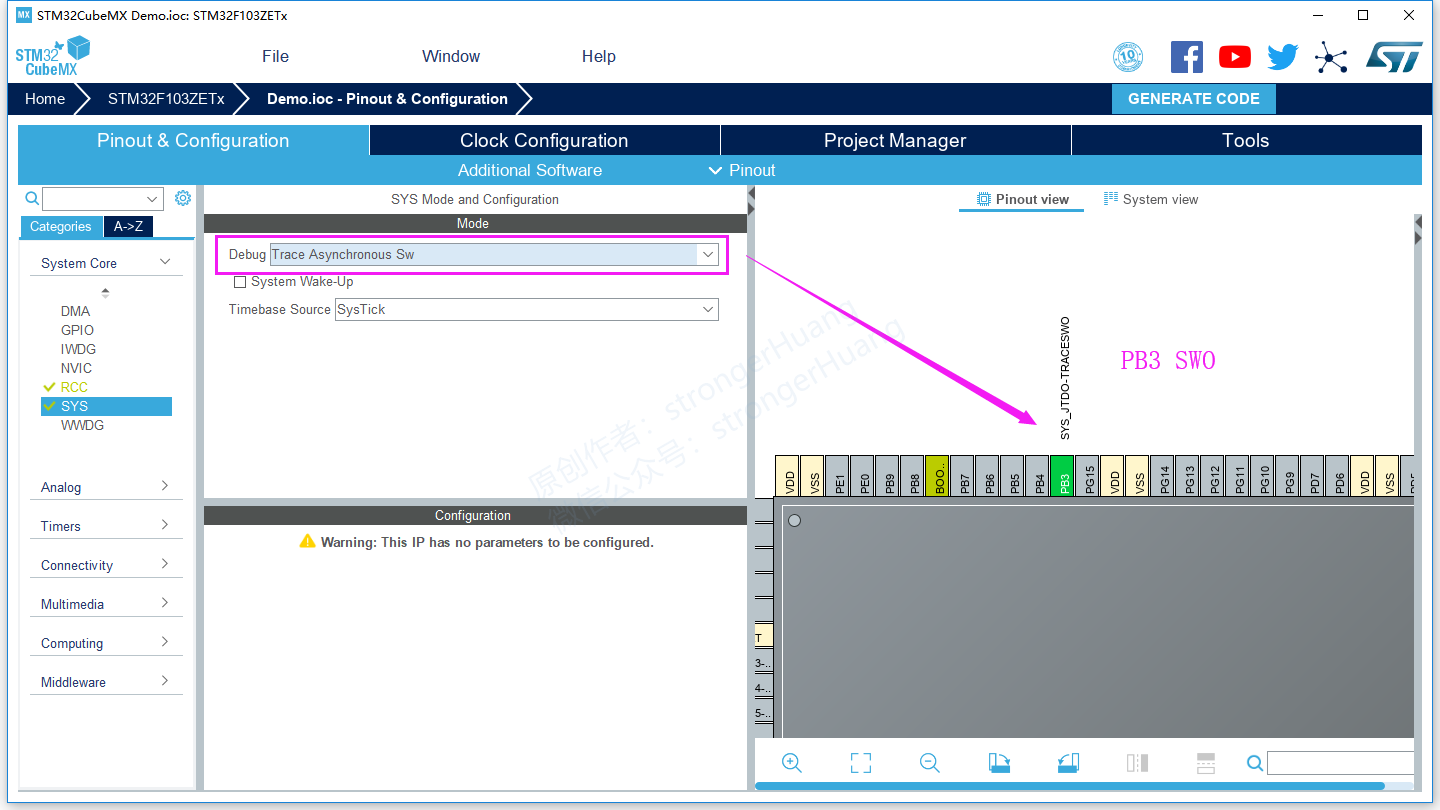 MX STM32CubeMX Demo.ioc: STM32F103ZETx
STM32
CubeMX
File Window Help
10
ST
Home STM32F103ZETx Demo.ioc - Pinout & Configuration GENERATE CODE
Pinout & Configuration Clock Configuration Project Manager Tools
Additional Software Pinout
Categories A->Z
System Core
DMA
GPIO
IWDG
NVIC
RCC
SYS
WWDG
Analog
Timers
Connectivity
Multimedia
Computing
Middleware
SYS Mode and Configuration
Mode
Debug Trace Asynchronous Sw
System Wake-Up
Timebase Source SysTick
Configuration
Warning: This IP has no parameters to be configured.
Pinout view System view
SYS_JTDO-TRACESWO
PB3 SWO
VDD VSS PE1 PE0 PB9 PB8 BOO.. PB7 PB6 PB5 PB4 PB3 PG15 VDD VSS PG14 PG13 PG12 PG11 PG10 PG9 PD7 PD6 VDD VSS
T
3-..
4-..
5-..
原创作者：strongerHuang
微信公众号：strongerHuang